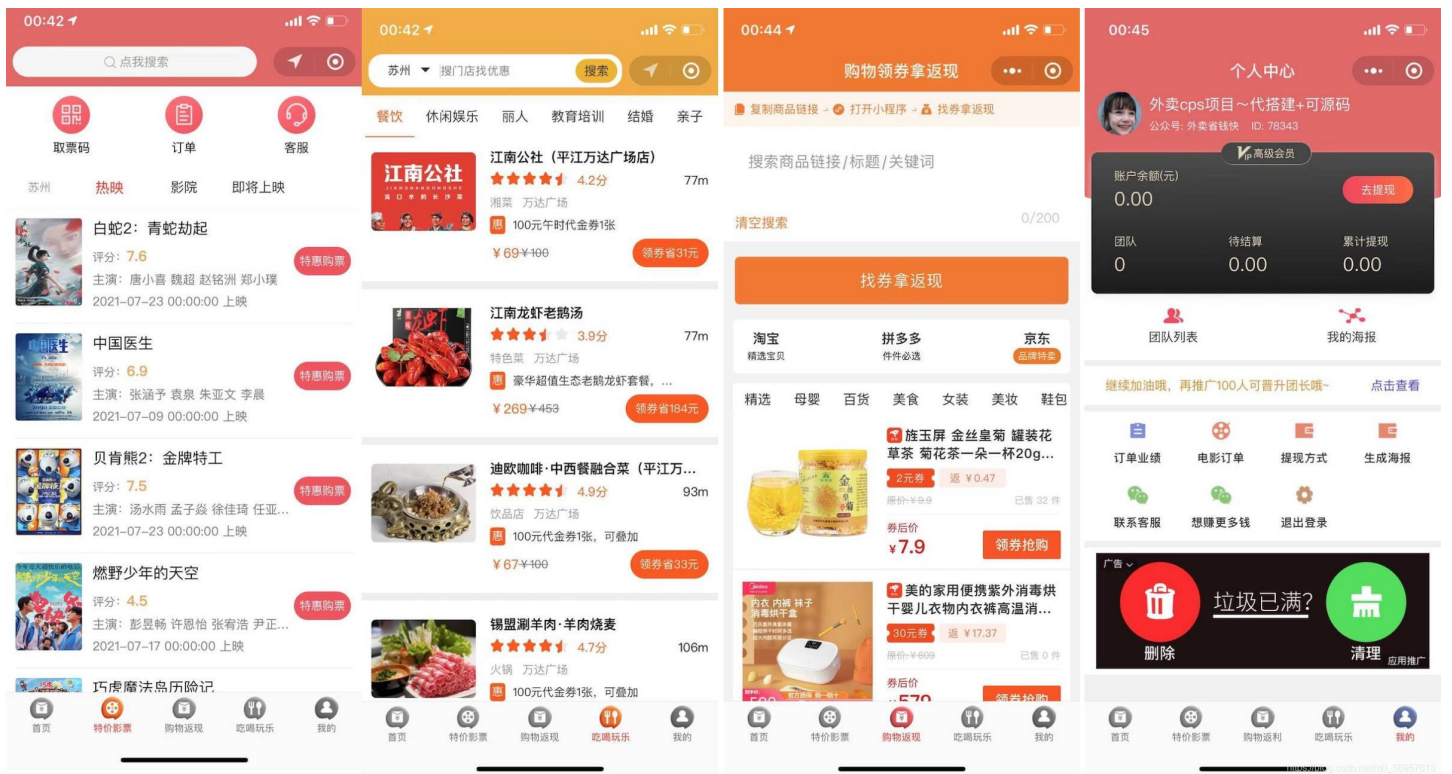 00:42
点我搜索
取票码
订单
客服
苏州
热映
影院
即将上映
白蛇2：青蛇劫起
评分：7.6
特惠购票
主演：唐小喜 魏超 赵铭洲 郑小璞
2021-07-23 00:00:00 上映
中国医生
评分：6.9
特惠购票
主演：张涵予 袁泉 朱亚文 李晨
2021-07-09 00:00:00 上映
贝肯熊2：金牌特工
评分：7.5
特惠购票
主演：汤水雨 孟子焱 徐佳琦 任亚...
2021-07-23 00:00:00 上映
燃野少年的天空
评分：4.5
特惠购票
主演：彭昱畅 许恩怡 张宥浩 尹正...
2021-07-17 00:00:00 上映
巧虎魔法岛历险记
首页
特价影票
购物返现
吃喝玩乐
我的
00:42
苏州
搜门店找优惠
搜索
餐饮
休闲娱乐
丽人
教育培训
结婚
亲子
江南公社
JIANGNANGONGSHE
江南公社（平江万达广场店）
4.2分
77m
湘菜 万达广场
惠 100元午时代金券1张
¥69 ¥100
领券省31元
江南龙虾老鹅汤
3.9分
77m
特色菜 万达广场
惠 豪华超值生态老鹅龙虾套餐，...
¥269 ¥453
领券省184元
迪欧咖啡·中西餐融合菜（平江万...
4.9分
93m
饮品店 万达广场
惠 100元代金券1张，可叠加
¥67 ¥100
领券省33元
锡盟涮羊肉·羊肉烧麦
4.7分
106m
火锅 万达广场
惠 100元代金券1张，可叠加
首页
特价影票
购物返现
吃喝玩乐
我的
00:44
购物领券拿返现
复制商品链接 → 打开小程序 → 找券拿返现
搜索商品链接/标题/关键词
清空搜索
0/200
找券拿返现
淘宝
精选宝贝
拼多多
件件必选
京东
品牌特卖
精选
母婴
百货
美食
女装
美妆
鞋包
金丝皇菊
旌玉屏 金丝皇菊 罐装花
草茶 菊花茶一朵一杯20g...
2元券
返 ¥0.47
原价:¥9.9
已售 32 件
券后价
¥7.9
领券抢购
Midea
内衣 内裤 袜子
消毒烘干盒
美的家用便携紫外消毒烘
干婴儿衣物内衣裤高温消...
30元券
返 ¥17.37
原价:¥609
已售 0 件
券后价
¥579
领券抢购
首页
特价影票
购物返现
吃喝玩乐
我的
00:45
个人中心
外卖cps项目～代搭建+可源码
公众号: 外卖省钱快 ID: 78343
VIP高级会员
账户余额(元)
0.00
去提现
团队
0
待结算
0.00
累计提现
0.00
团队列表
我的海报
继续加油哦，再推广100人可晋升团长哦~
点击查看
订单业绩
电影订单
提现方式
生成海报
联系客服
想赚更多钱
退出登录
广告
垃圾已满?
删除
清理
应用推广
首页
特价影票
购物返利
吃喝玩乐
我的